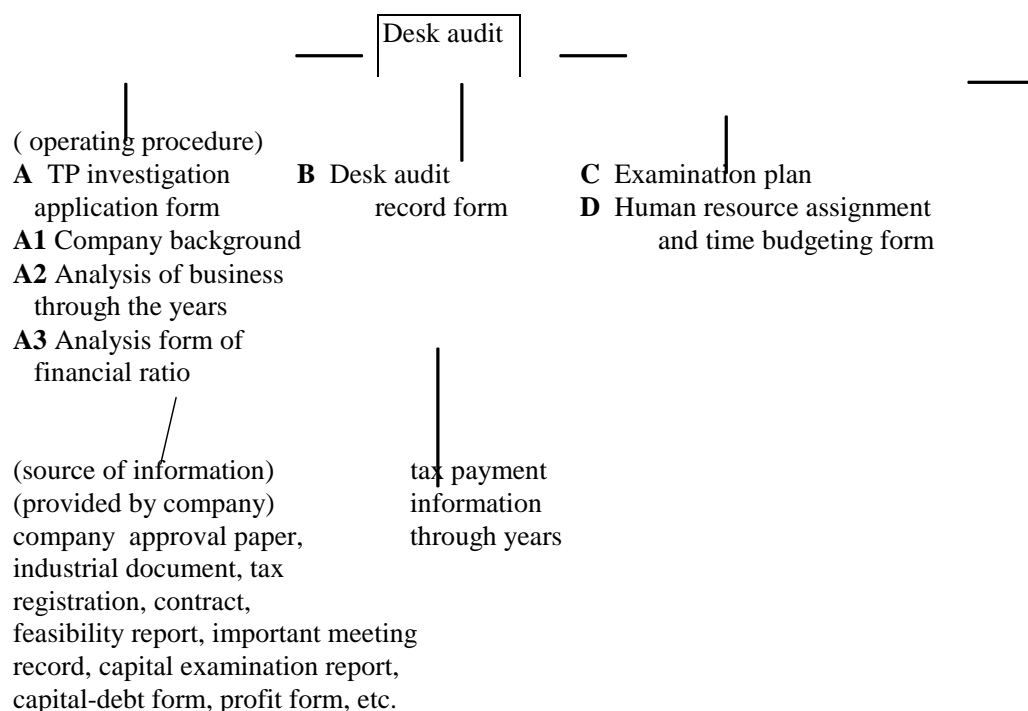 Desk audit
( operating procedure)
A TP investigation
application form
A1 Company background
A2 Analysis of business
through the years
A3 Analysis form of
financial ratio
B Desk audit
record form
C Examination plan
D Human resource assignment
and time budgeting form
(source of information)
(provided by company)
company approval paper,
industrial document, tax
registration, contract,
feasibility report, important meeting
record, capital examination report,
capital-debt form, profit form, etc.
tax payment
information
through years